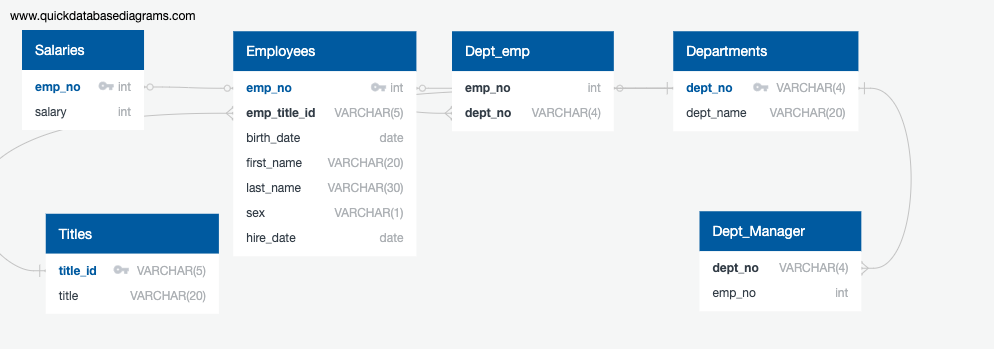 www.quickdatabasediagrams.com
Salaries
emp_no int
salary int
Employees
emp_no int
emp_title_id VARCHAR(5)
birth_date date
first_name VARCHAR(20)
last_name VARCHAR(30)
sex VARCHAR(1)
hire_date date
Dept_emp
emp_no int
dept_no VARCHAR(4)
Departments
dept_no VARCHAR(4)
dept_name VARCHAR(20)
Titles
title_id VARCHAR(5)
title VARCHAR(20)
Dept_Manager
dept_no VARCHAR(4)
emp_no int